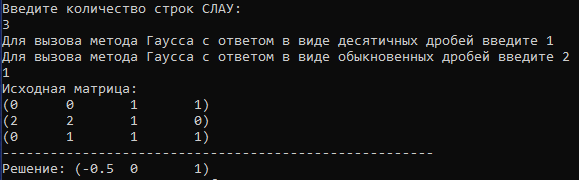 Введите количество строк СЛАУ:
3
Для вызова метода Гаусса с ответом в виде десятичных дробей введите 1
Для вызова метода Гаусса с ответом в виде обыкновенных дробей введите 2
1
Исходная матрица:
(0 0 1 1)
(2 2 1 0)
(0 1 1 1)
------------------------------------------------------
Решение: (-0.5 0 1)